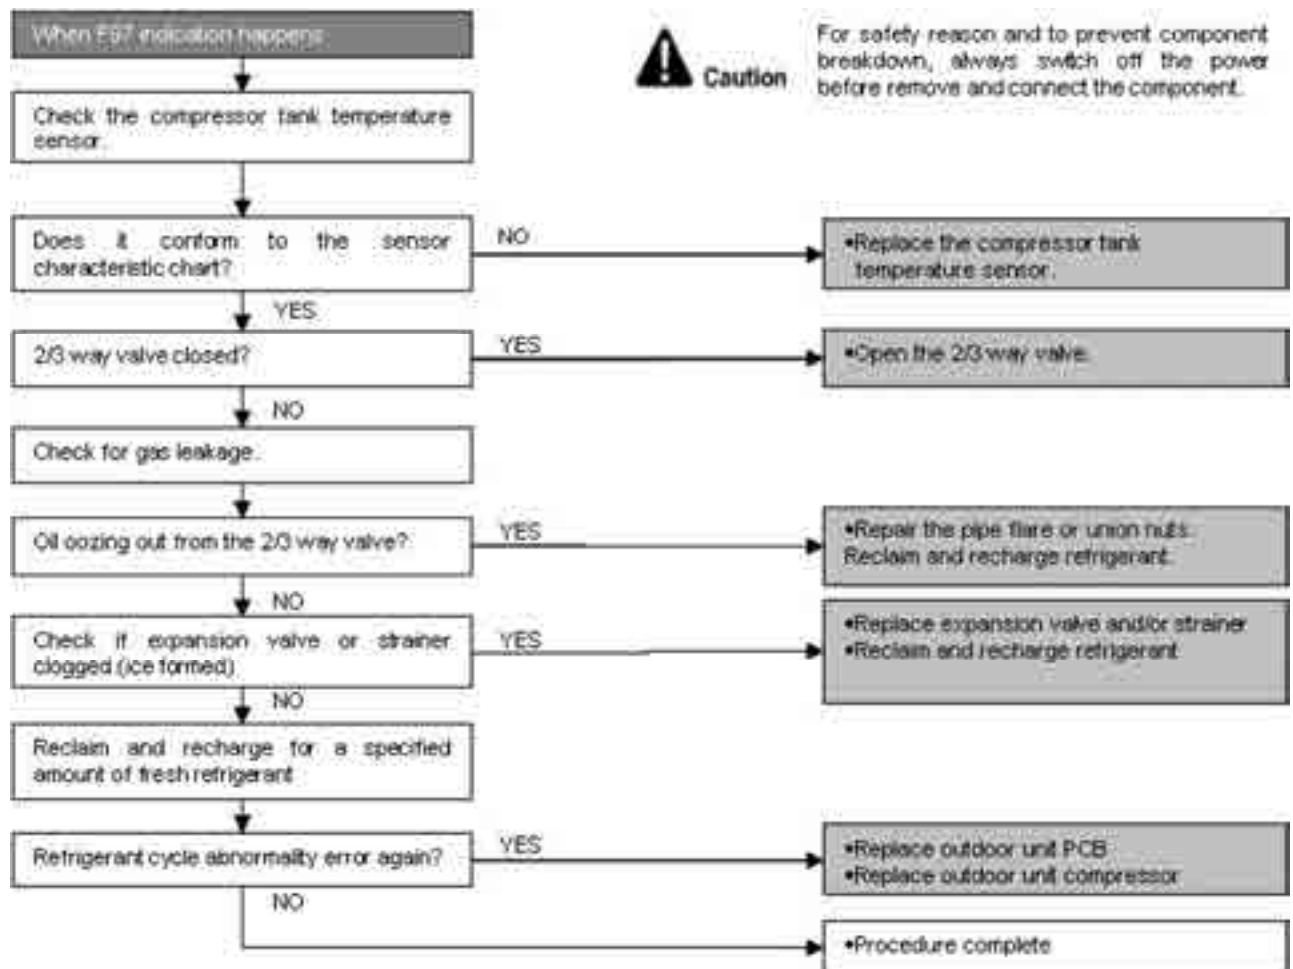 When F97 indication happens
Caution
For safety reason and to prevent component
breakdown, always switch off the power
before remove and connect the component.
Check the compressor tank temperature
sensor.
Does it conform to the sensor
characteristic chart?
NO
•Replace the compressor tank
temperature sensor.
YES
2/3 way valve closed?
YES
•Open the 2/3 way valve.
NO
Check for gas leakage.
Oil oozing out from the 2/3 way valve?
YES
•Repair the pipe flare or union nuts.
Reclaim and recharge refrigerant.
NO
Check if expansion valve or strainer
clogged (ice formed)
YES
•Replace expansion valve and/or strainer
•Reclaim and recharge refrigerant
NO
Reclaim and recharge for a specified
amount of fresh refrigerant
Refrigerant cycle abnormality error again?
YES
•Replace outdoor unit PCB
•Replace outdoor unit compressor
NO
•Procedure complete